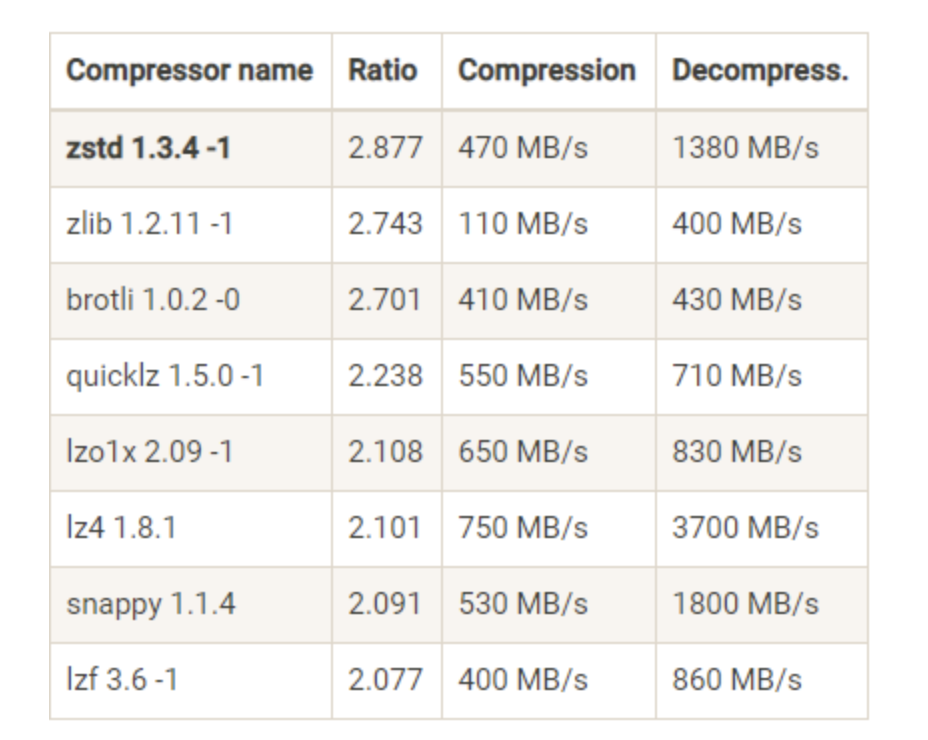 Compressor name Ratio Compression Decompress.
zstd 1.3.4 -1 2.877 470 MB/s 1380 MB/s
zlib 1.2.11 -1 2.743 110 MB/s 400 MB/s
brotli 1.0.2 -0 2.701 410 MB/s 430 MB/s
quicklz 1.5.0 -1 2.238 550 MB/s 710 MB/s
lzo1x 2.09 -1 2.108 650 MB/s 830 MB/s
lz4 1.8.1 2.101 750 MB/s 3700 MB/s
snappy 1.1.4 2.091 530 MB/s 1800 MB/s
lzf 3.6 -1 2.077 400 MB/s 860 MB/s